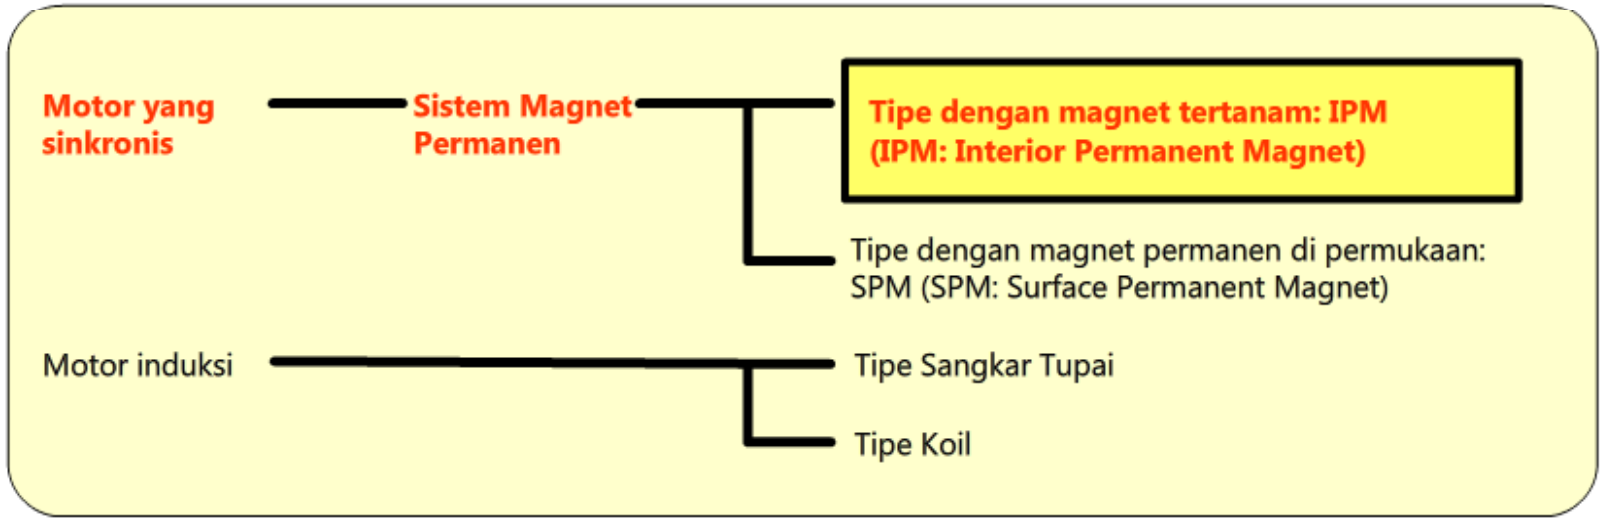 Motor yang
sinkronis
Sistem Magnet
Permanen
Tipe dengan magnet tertanam: IPM
(IPM: Interior Permanent Magnet)
Tipe dengan magnet permanen di permukaan:
SPM (SPM: Surface Permanent Magnet)
Motor induksi
Tipe Sangkar Tupai
Tipe Koil